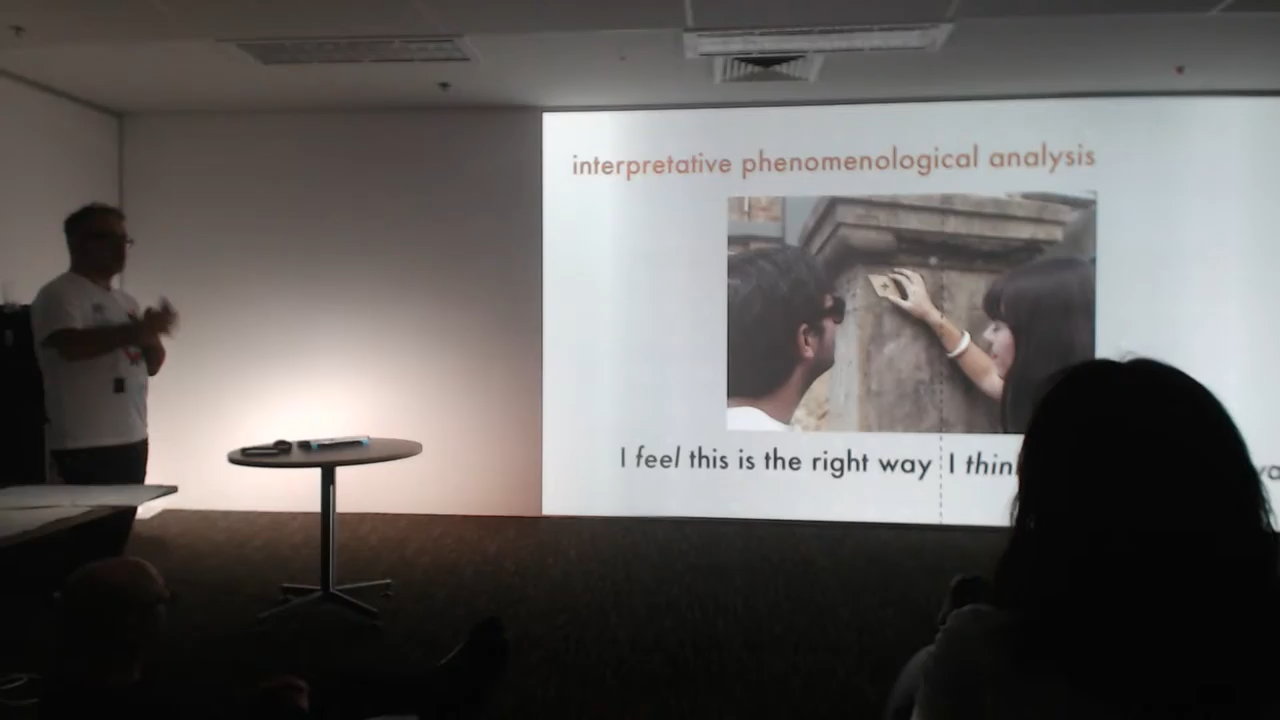 interpretative phenomenological analysis
I feel this is the right way I